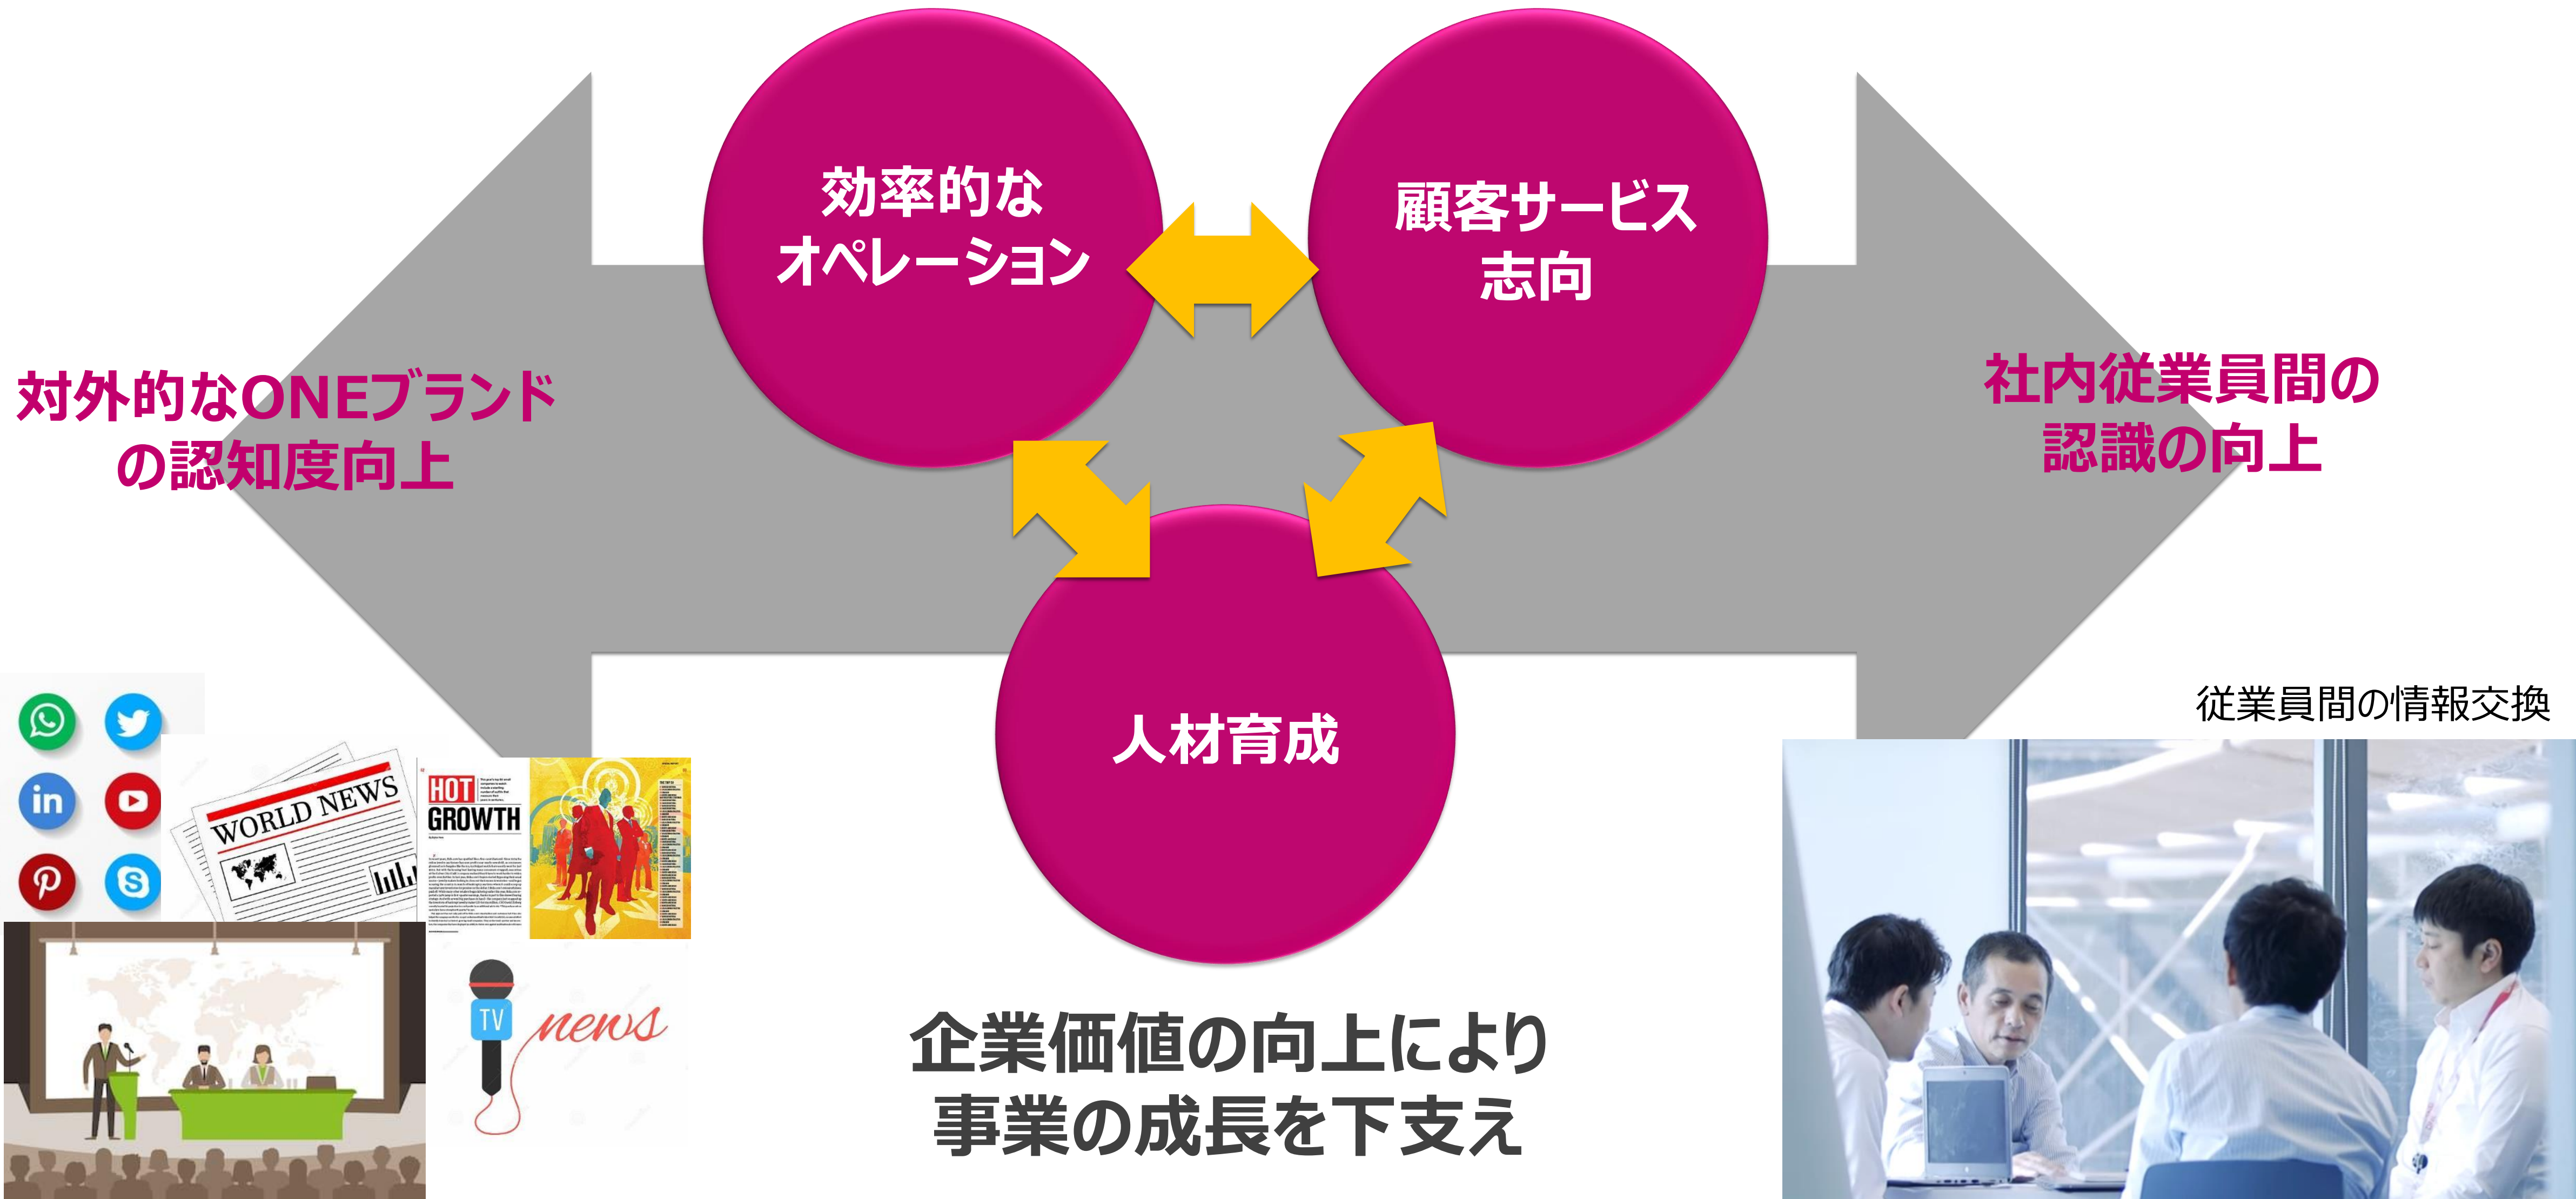 効率的な
オペレーション
顧客サービス
志向
対外的なONEブランド
の認知度向上
社内従業員間の
認識の向上
人材育成
従業員間の情報交換
in
WORLD NEWS
HOT
GROWTH
TV
news
企業価値の向上により
事業の成長を下支え